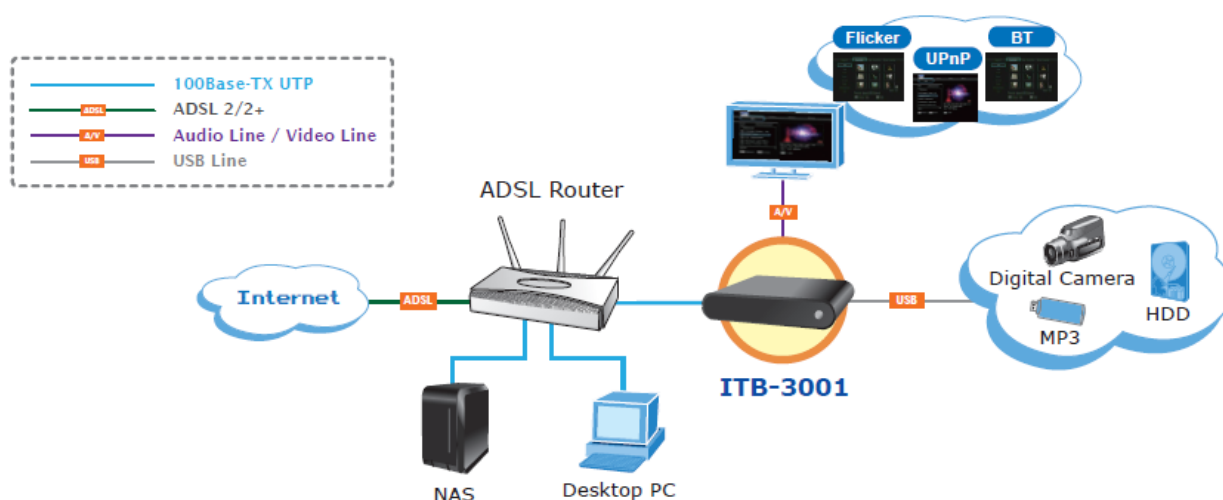 Flicker
BT
UPnP
100Base-TX UTP
ADSL
ADSL 2/2+
A/V
Audio Line / Video Line
USB
USB Line
ADSL Router
A/V
Internet
ADSL
USB
Digital Camera
HDD
MP3
ITB-3001
NAS
Desktop PC